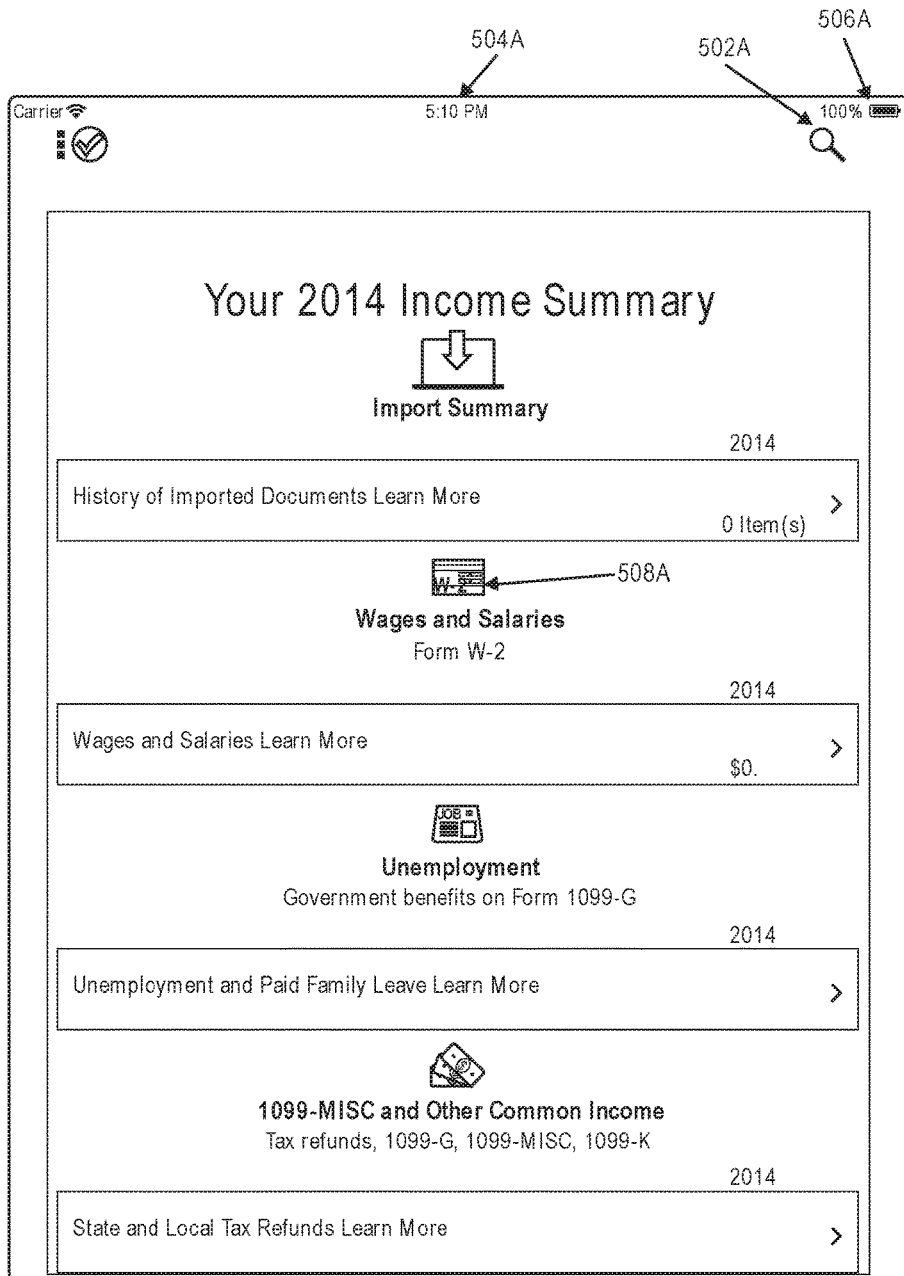 506A
504A
502A
Carrier
5:10 PM
100%
Your 2014 Income Summary
Import Summary
2014
History of Imported Documents Learn More
0 Item(s)
W-2
508A
Wages and Salaries
Form W-2
2014
Wages and Salaries Learn More
$0.
JOB
Unemployment
Government benefits on Form 1099-G
2014
Unemployment and Paid Family Leave Learn More
1099-MISC and Other Common Income
Tax refunds, 1099-G, 1099-MISC, 1099-K
2014
State and Local Tax Refunds Learn More